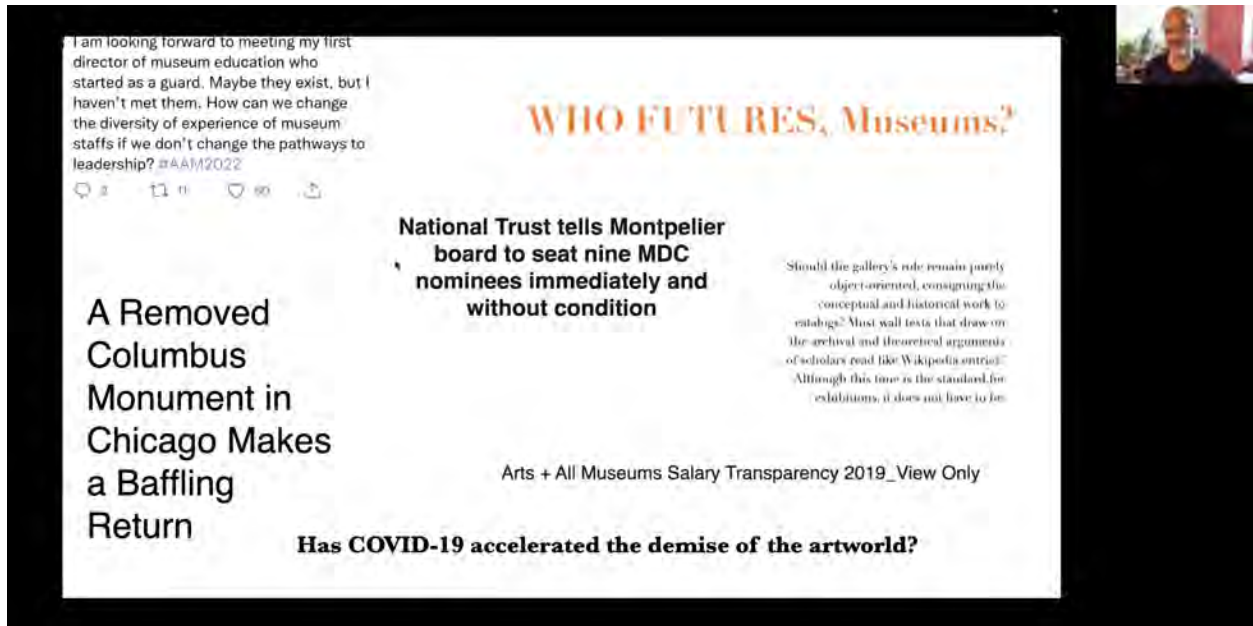 I am looking forward to meeting my first
director of museum education who
started as a guard. Maybe they exist, but I
haven't met them. How can we change
the diversity of experience of museum
staffs if we don't change the pathways to
leadership? #AAM2022
2 11 60
WHO FUTURES, Museums?
National Trust tells Montpelier
board to seat nine MDC
nominees immediately and
without condition
Should the gallery's role remain purely
object-oriented, consigning the
conceptual and historical work to
catalogs? Must wall texts that draw on
the archival and theoretical arguments
of scholars read like Wikipedia entries?
Although this tone is the standard for
exhibitions, it does not have to be
A Removed
Columbus
Monument in
Chicago Makes
a Baffling
Return
Arts + All Museums Salary Transparency 2019_View Only
Has COVID-19 accelerated the demise of the artworld?